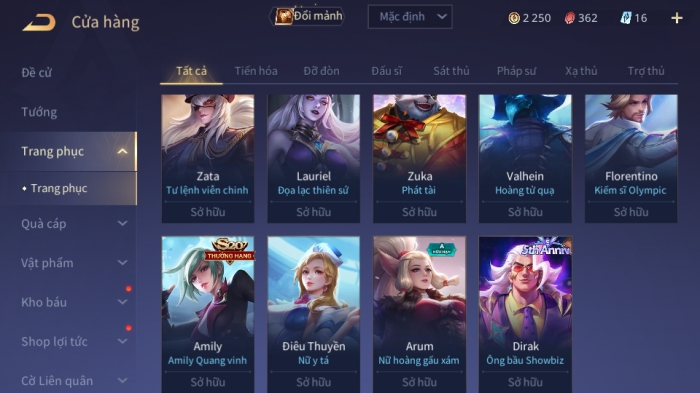 Cửa hàng
Đổi mảnh
Mặc định
2 250
362
16
Đề cử
Tướng
Trang phục
Trang phục
Quà cáp
Vật phẩm
Kho báu
Shop lợi tức
Cờ Liên quân
Tất cả
Tiến hóa
Đỡ đòn
Đấu sĩ
Sát thủ
Pháp sư
Xạ thủ
Trợ thủ
Zata
Tư lệnh viễn chinh
Sở hữu
Lauriel
Đọa lạc thiên sứ
Sở hữu
Zuka
Phát tài
Sở hữu
Valhein
Hoàng tử quạ
Sở hữu
Florentino
Kiếm sĩ Olympic
Sở hữu
S20
THƯỞNG HẠNG
Amily
Amily Quang vinh
Sở hữu
Điêu Thuyền
Nữ y tá
Sở hữu
Arum
Nữ hoàng gấu xám
Sở hữu
5th Anniv
Dirak
Ông bầu Showbiz
Sở hữu